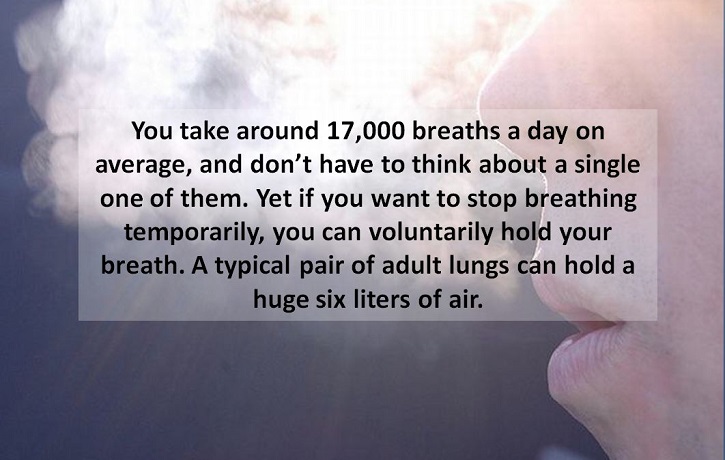 You take around 17,000 breaths a day on
average, and don’t have to think about a single
one of them. Yet if you want to stop breathing
temporarily, you can voluntarily hold your
breath. A typical pair of adult lungs can hold a
huge six liters of air.